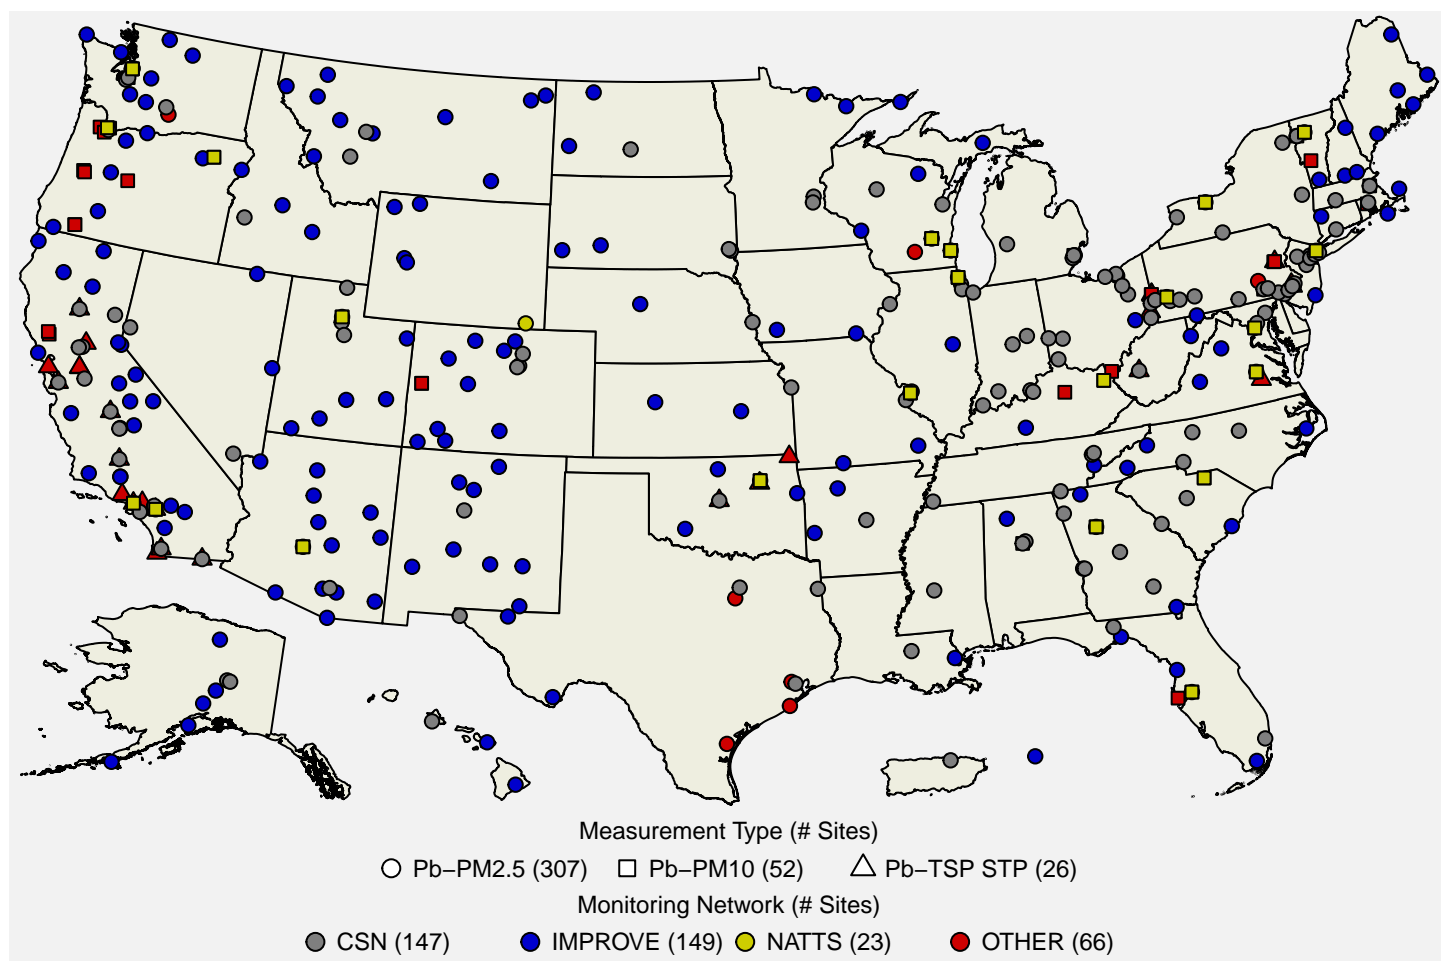 Measurement Type (# Sites)
Pb−PM2.5 (307) Pb−PM10 (52) Pb−TSP STP (26)
Monitoring Network (# Sites)
CSN (147) IMPROVE (149) NATTS (23) OTHER (66)